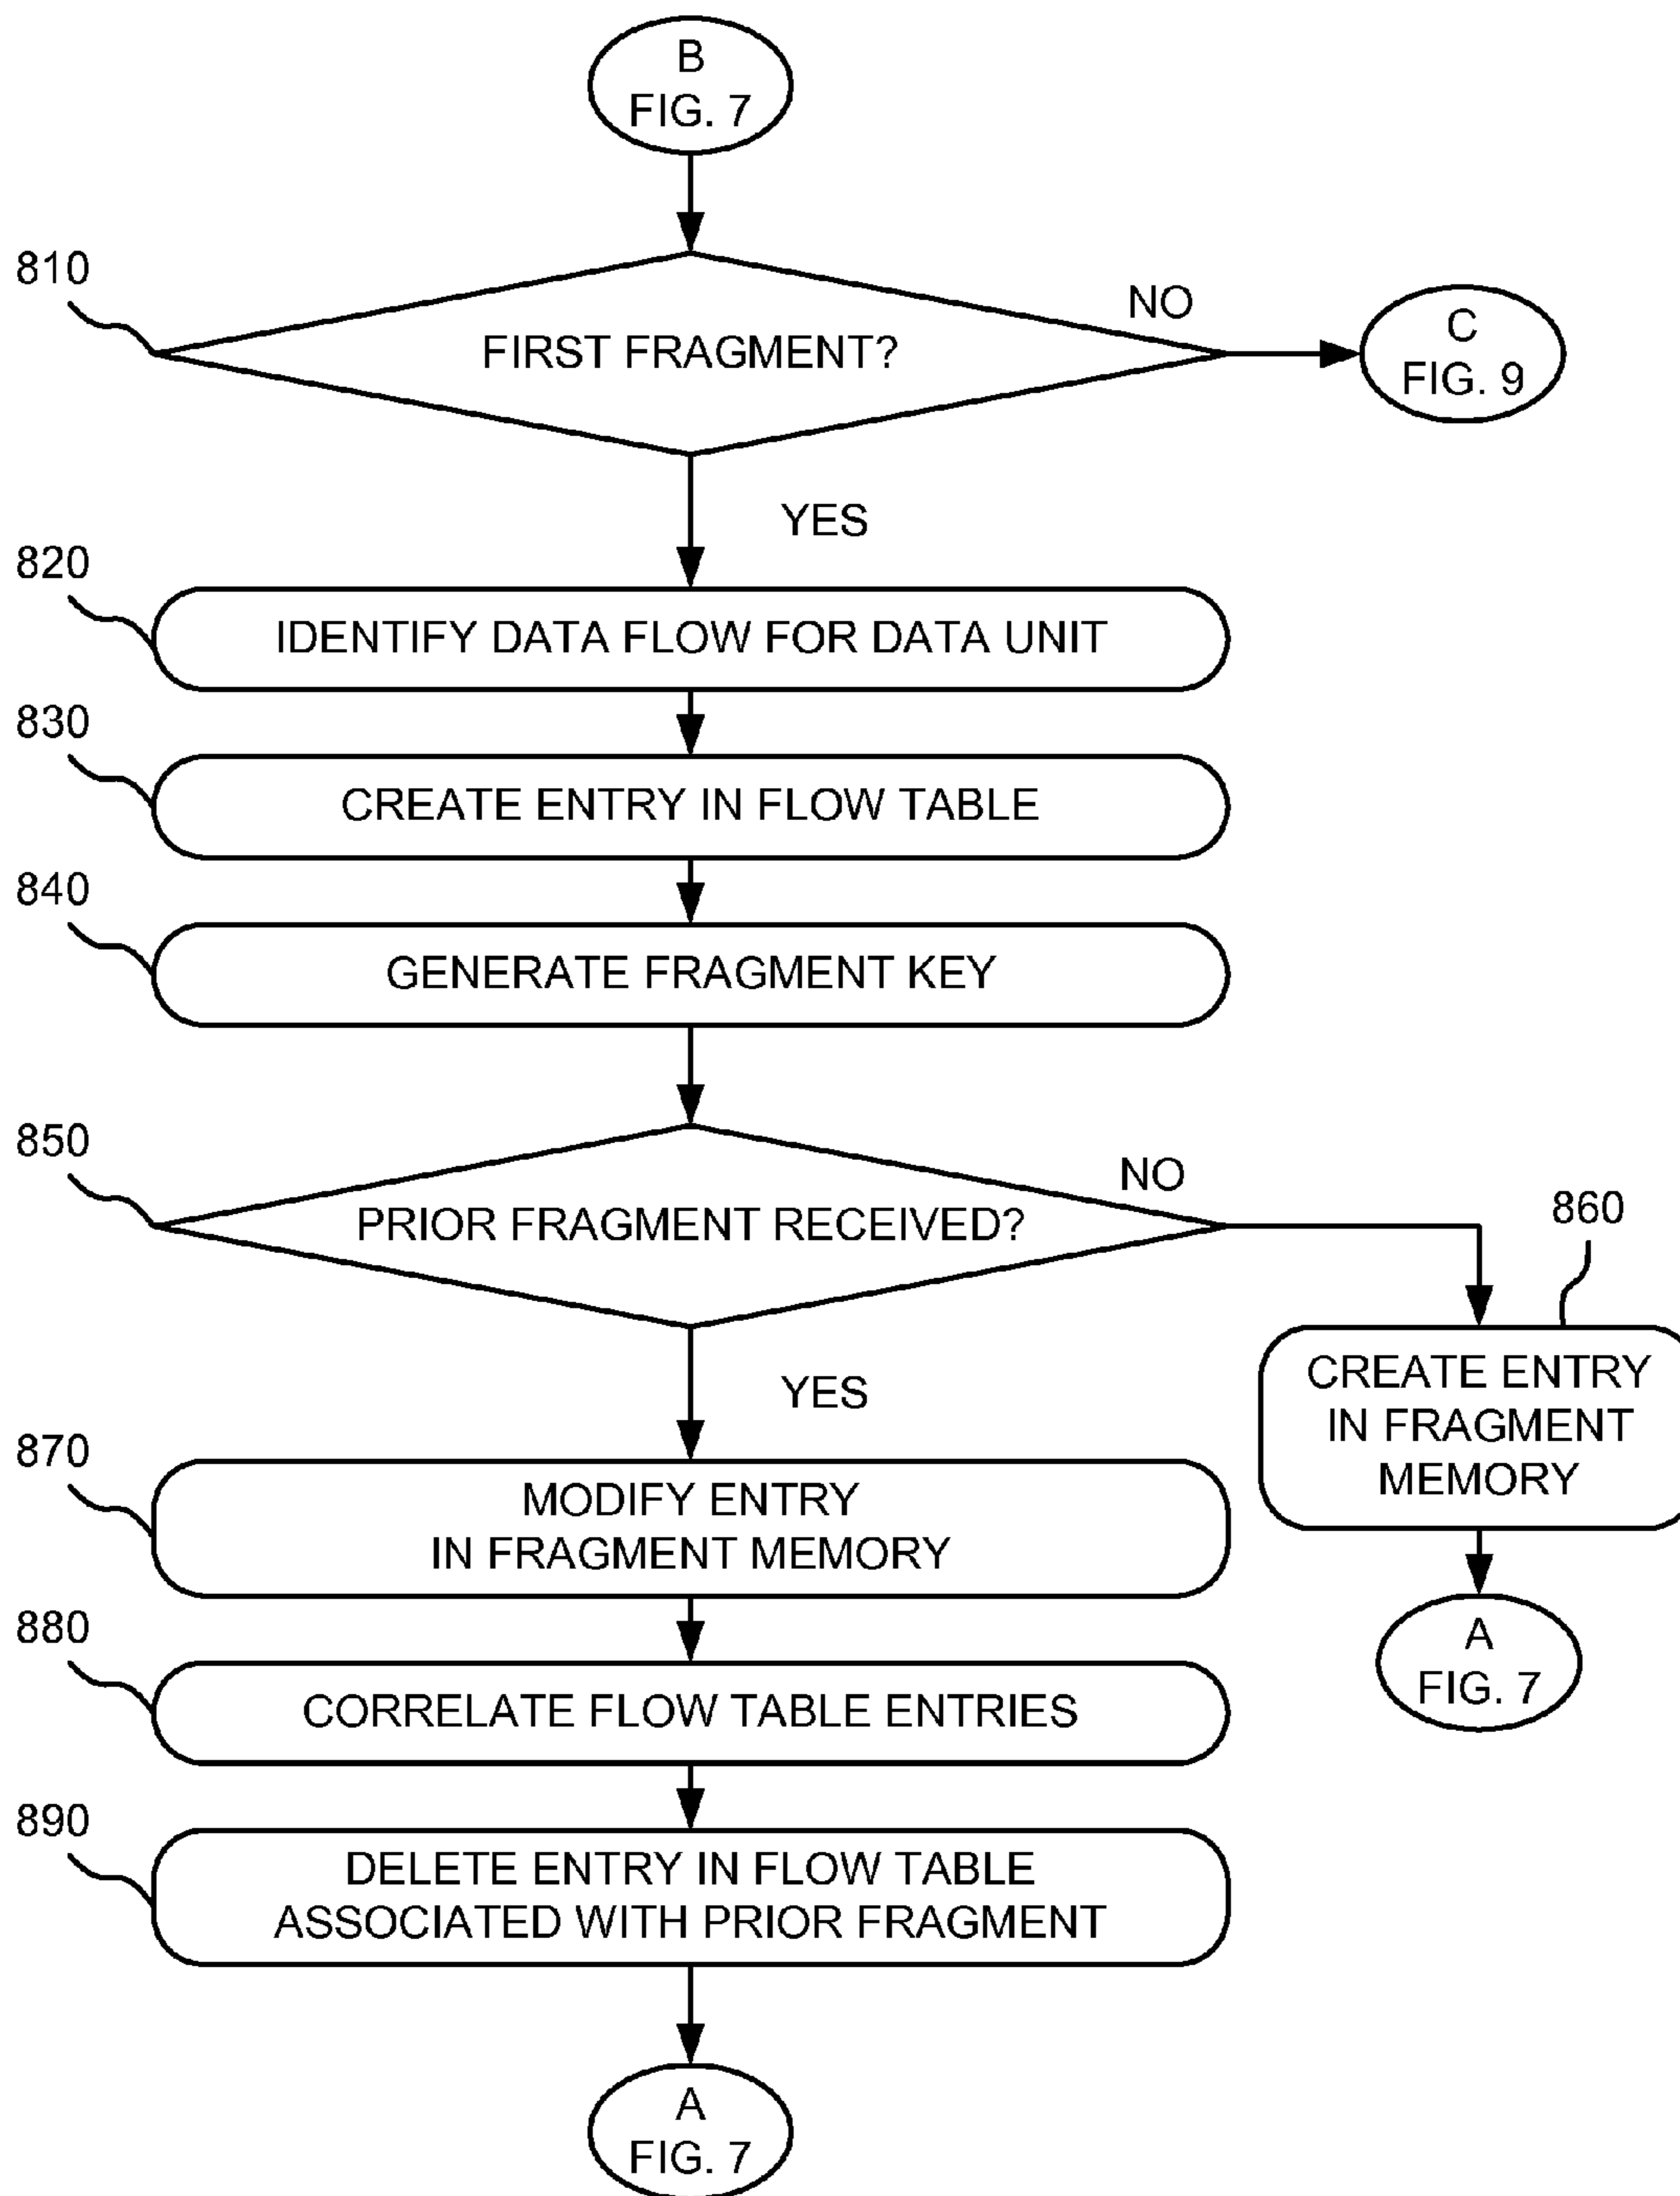 B
FIG. 7
810
FIRST FRAGMENT?
NO
C
FIG. 9
YES
820
IDENTIFY DATA FLOW FOR DATA UNIT
830
CREATE ENTRY IN FLOW TABLE
840
GENERATE FRAGMENT KEY
850
PRIOR FRAGMENT RECEIVED?
NO
860
CREATE ENTRY
IN FRAGMENT
MEMORY
A
FIG. 7
YES
870
MODIFY ENTRY
IN FRAGMENT MEMORY
880
CORRELATE FLOW TABLE ENTRIES
890
DELETE ENTRY IN FLOW TABLE
ASSOCIATED WITH PRIOR FRAGMENT
A
FIG. 7